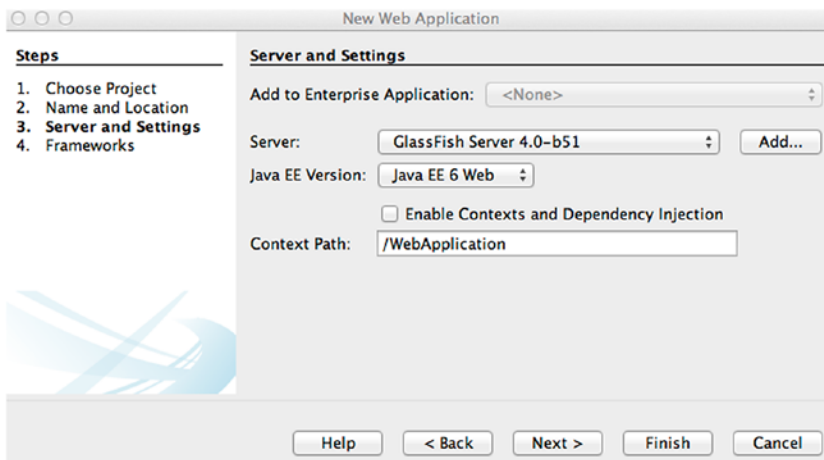 New Web Application
Steps
1. Choose Project
2. Name and Location
3. Server and Settings
4. Frameworks
Server and Settings
Add to Enterprise Application: <None>
Server: GlassFish Server 4.0-b51 Add...
Java EE Version: Java EE 6 Web
Enable Contexts and Dependency Injection
Context Path: /WebApplication
Help < Back Next > Finish Cancel